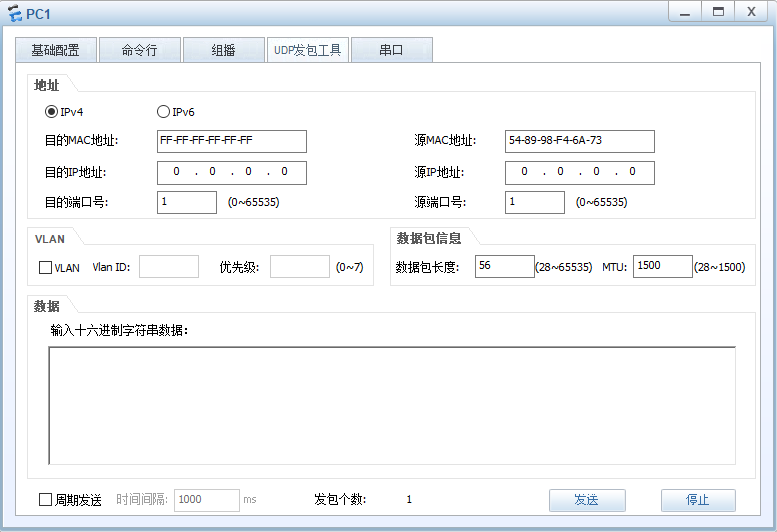 PC1
基础配置 命令行 组播 UDP发包工具 串口
地址
IPv4 IPv6
目的MAC地址: FF-FF-FF-FF-FF-FF 源MAC地址: 54-89-98-F4-6A-73
目的IP地址: 0 . 0 . 0 . 0 源IP地址: 0 . 0 . 0 . 0
目的端口号: 1 (0~65535) 源端口号: 1 (0~65535)
VLAN 数据包信息
VLAN Vlan ID: 优先级: (0~7) 数据包长度: 56 (28~65535) MTU: 1500 (28~1500)
数据
输入十六进制字符串数据:
周期发送 时间间隔: 1000 ms 发包个数: 1 发送 停止